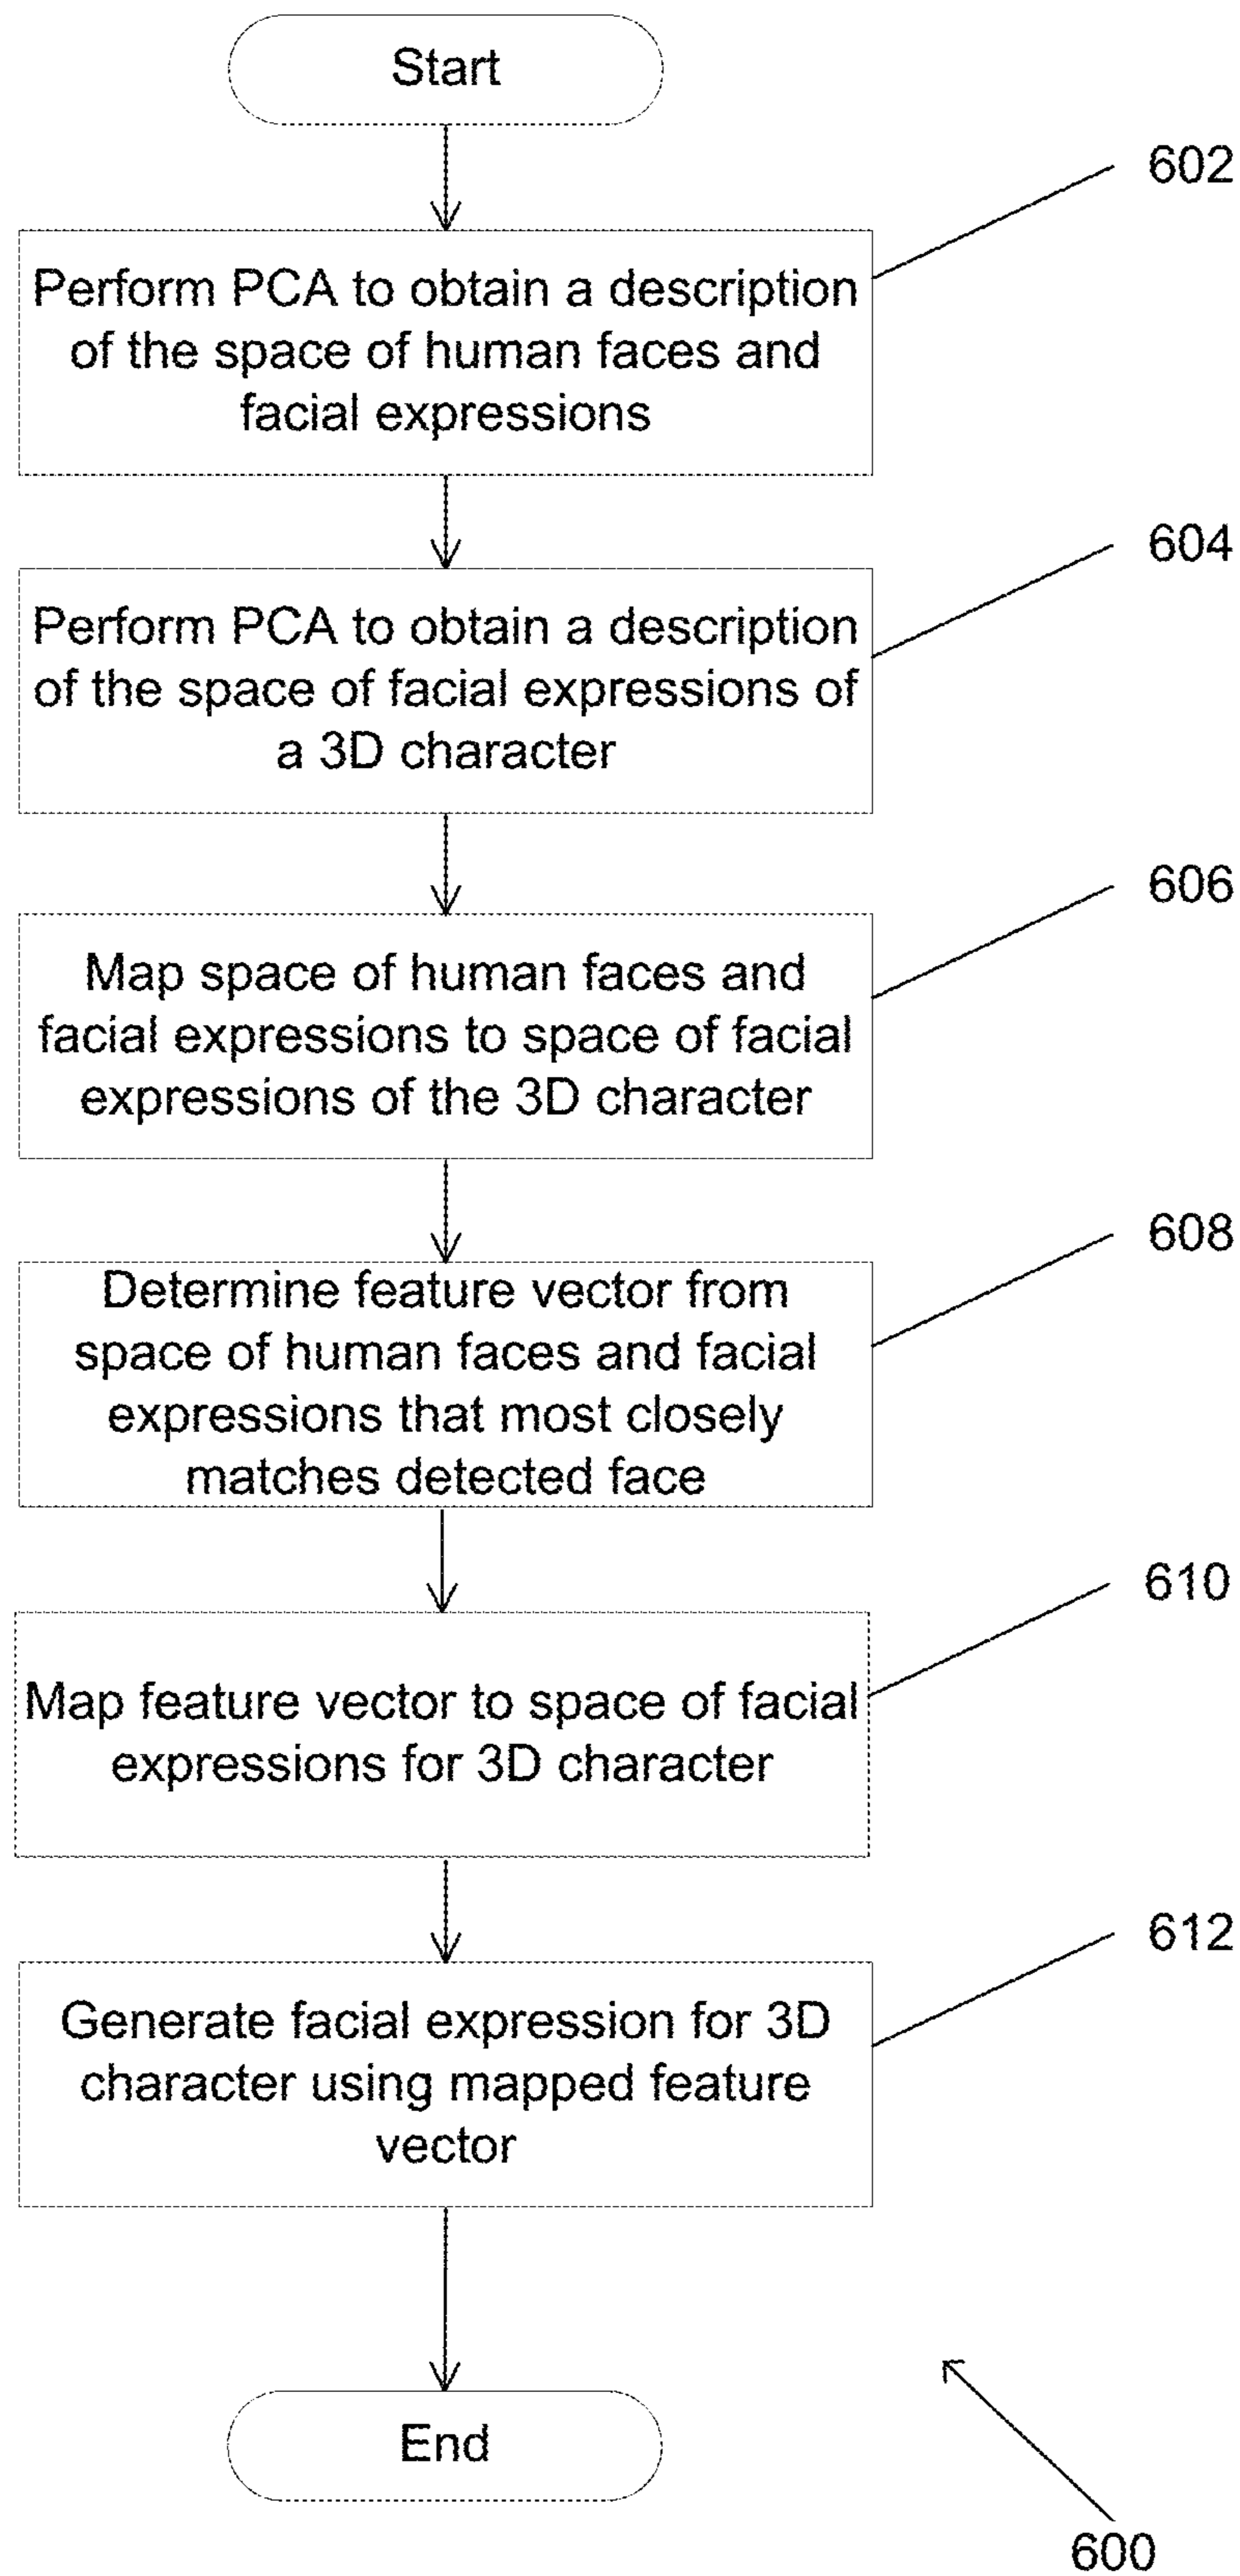 Start
602
Perform PCA to obtain a description
of the space of human faces and
facial expressions
604
Perform PCA to obtain a description
of the space of facial expressions of
a 3D character
606
Map space of human faces and
facial expressions to space of facial
expressions of the 3D character
608
Determine feature vector from
space of human faces and facial
expressions that most closely
matches detected face
610
Map feature vector to space of facial
expressions for 3D character
612
Generate facial expression for 3D
character using mapped feature
vector
End
600